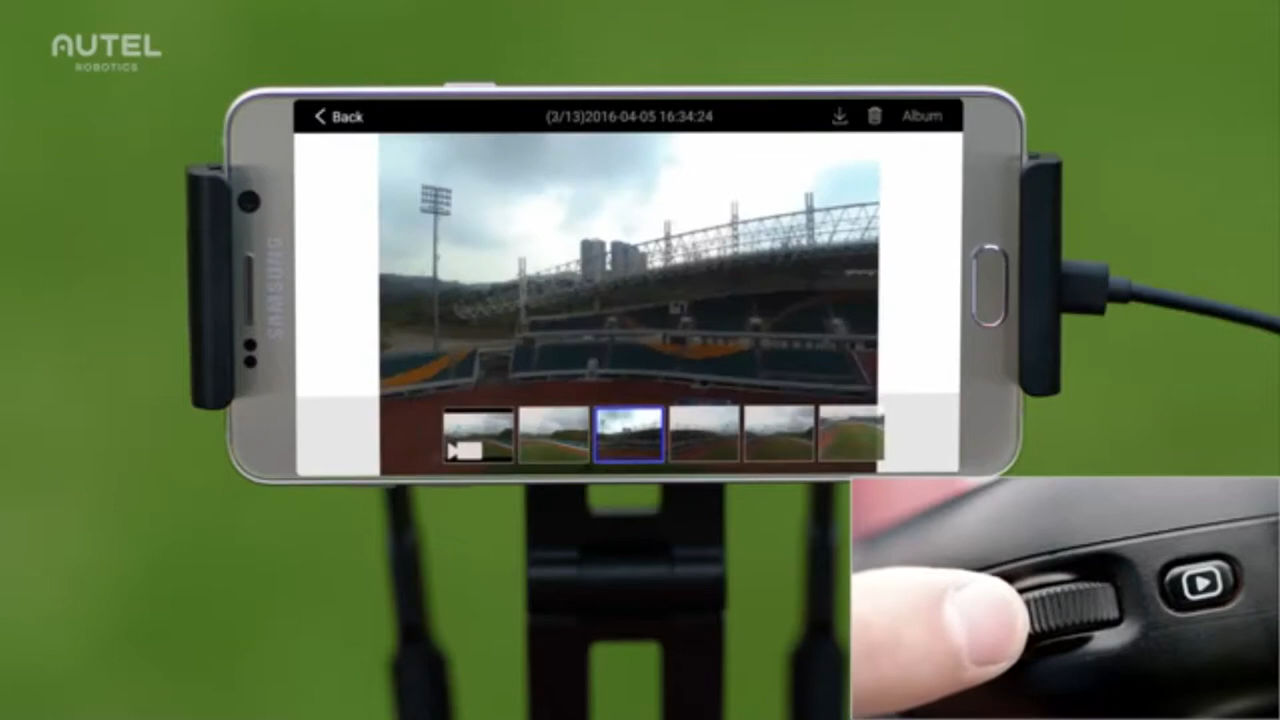 AUTEL
ROBOTICS
Back
(3/13)2016-04-05 16:34:24
Album
SAMSUNG